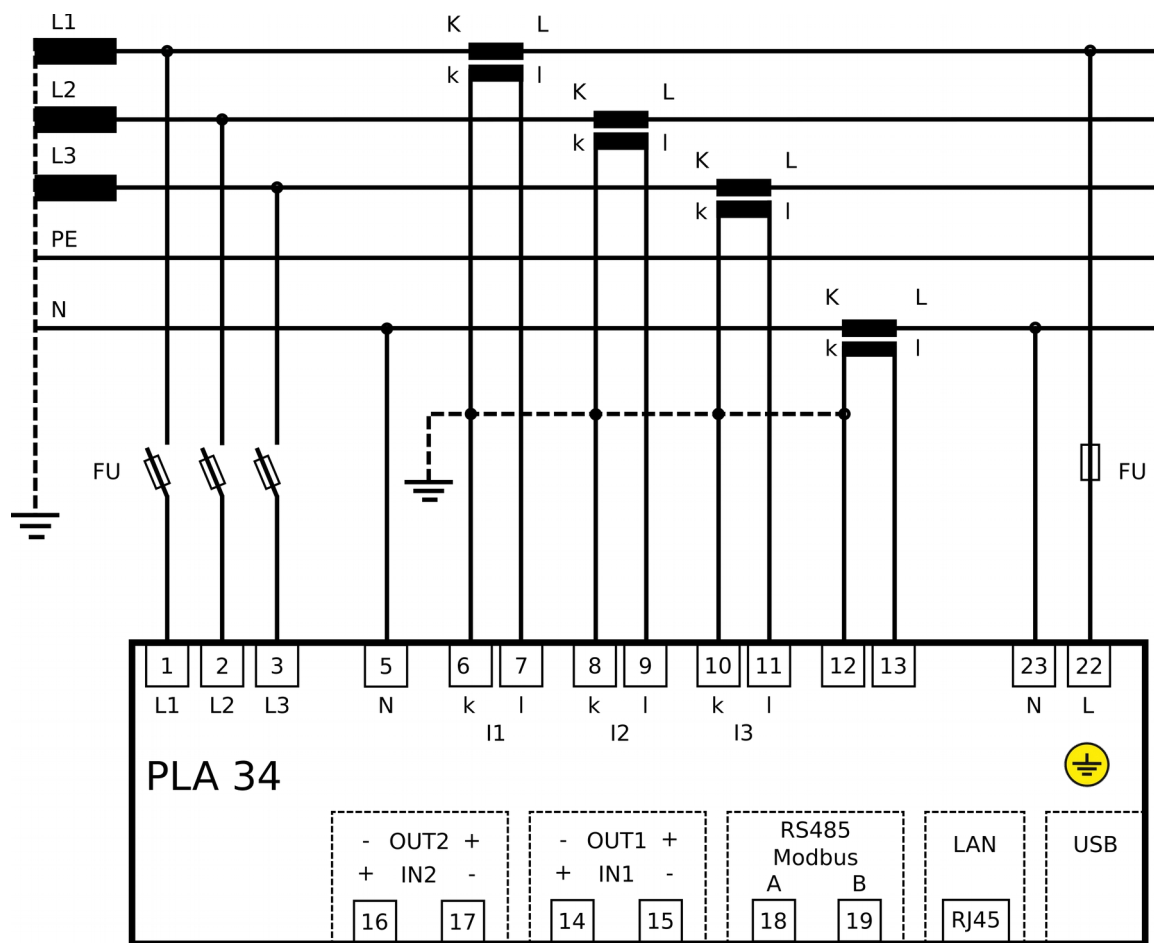 L1
K L
k l
L2
K L
k l
L3
K L
k l
PE
N
K L
k l
FU
FU
1 2 3 5 6 7 8 9 10 11 12 13 23 22
L1 L2 L3 N k l k l k l N L
I1 I2 I3
PLA 34
- OUT2 +
+ IN2 -
16 17
- OUT1 +
+ IN1 -
14 15
RS485
Modbus
A B
18 19
LAN
RJ45
USB